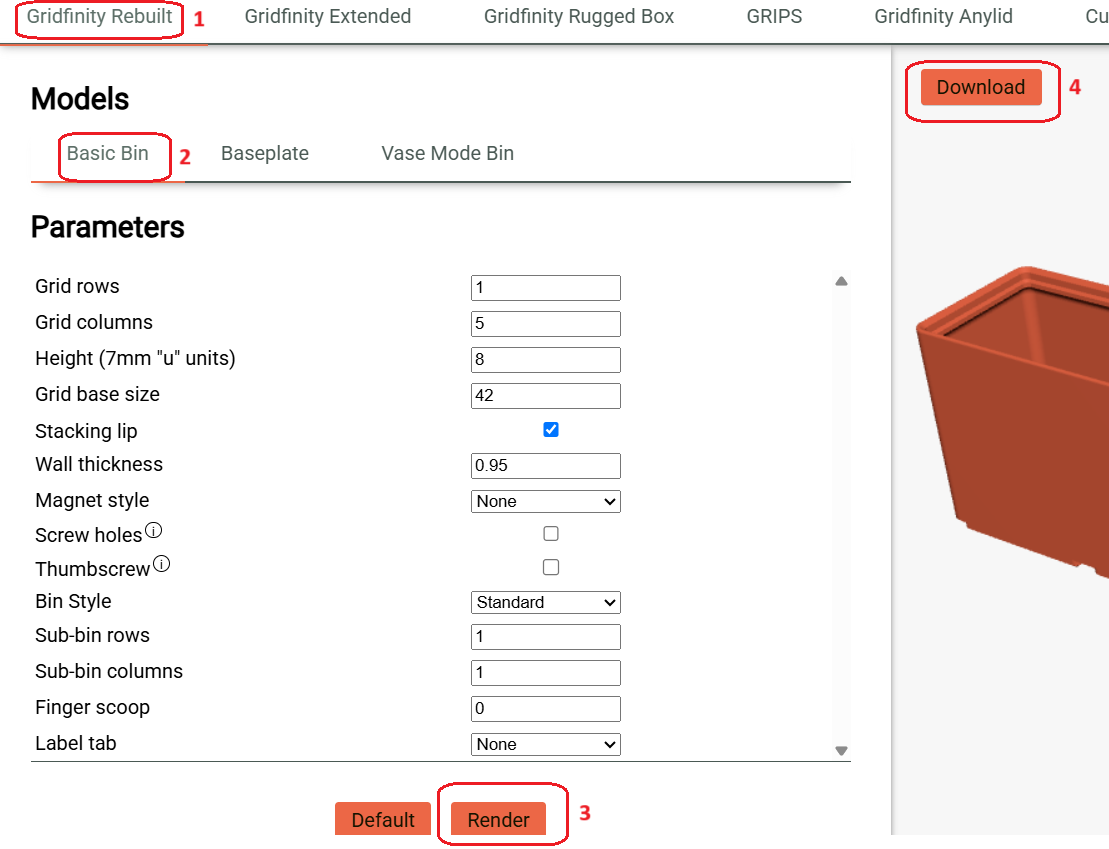 Gridfinity Rebuilt 1 Gridfinity Extended Gridfinity Rugged Box GRIPS Gridfinity Anylid Cu
Download 4
Models
Basic Bin 2 Baseplate Vase Mode Bin
Parameters
Grid rows 1
Grid columns 5
Height (7mm "u" units) 8
Grid base size 42
Stacking lip
Wall thickness 0.95
Magnet style None
Screw holes i
Thumbscrew i
Bin Style Standard
Sub-bin rows 1
Sub-bin columns 1
Finger scoop 0
Label tab None
Default Render 3